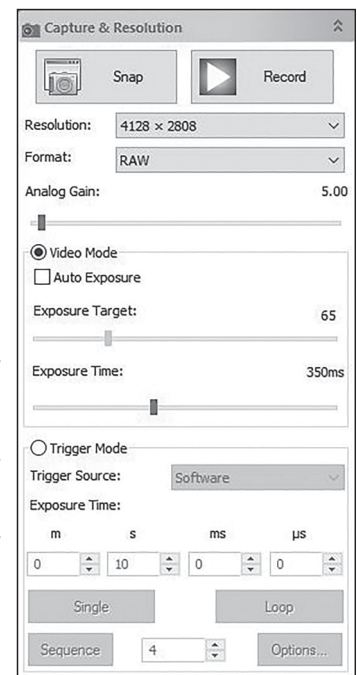 Capture & Resolution
Snap Record
Resolution: 4128 × 2808
Format: RAW
Analog Gain: 5.00
Video Mode
Auto Exposure
Exposure Target: 65
Exposure Time: 350ms
Trigger Mode
Trigger Source: Software
Exposure Time:
m s ms µs
0 10 0 0
Single Loop
Sequence 4 Options...